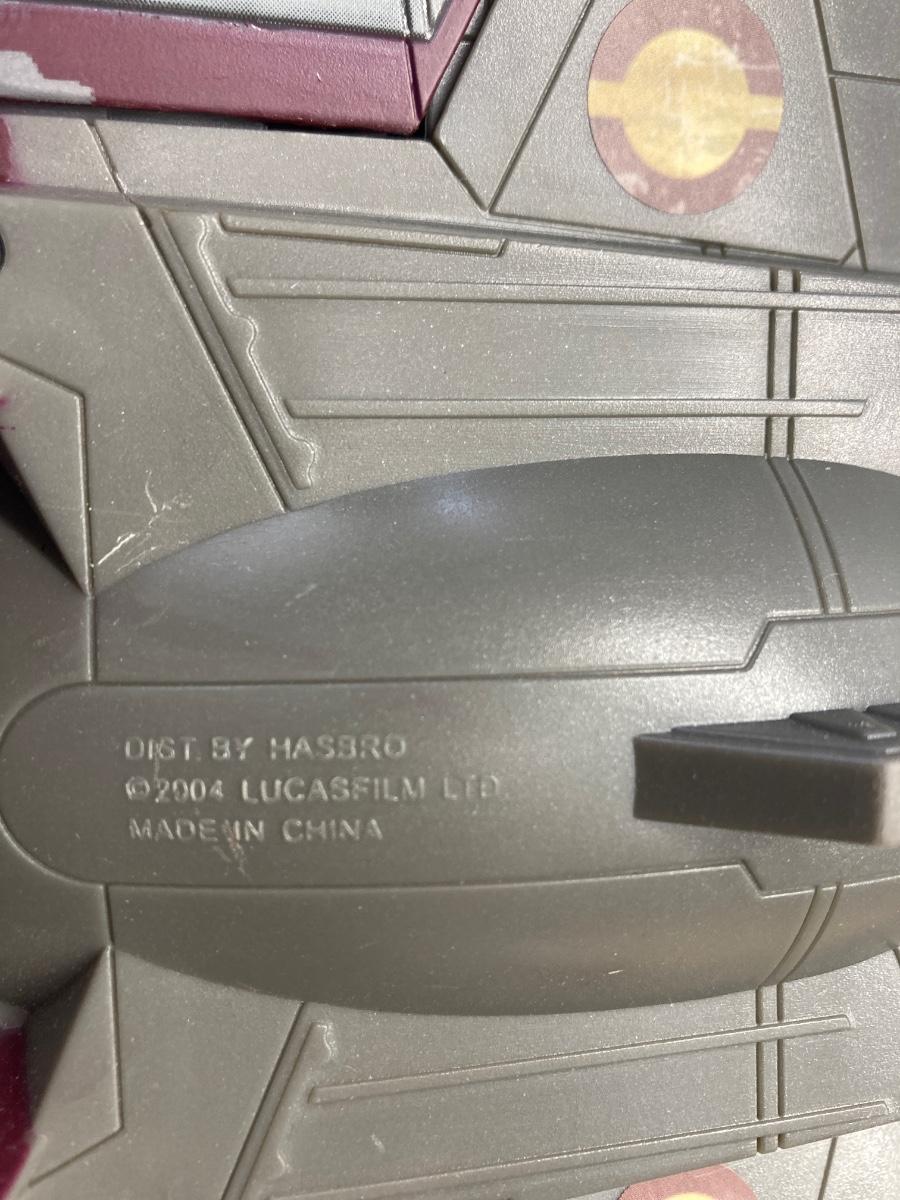 DIST. BY HASBRO
©2004 LUCASFILM LTD.
MADE IN CHINA